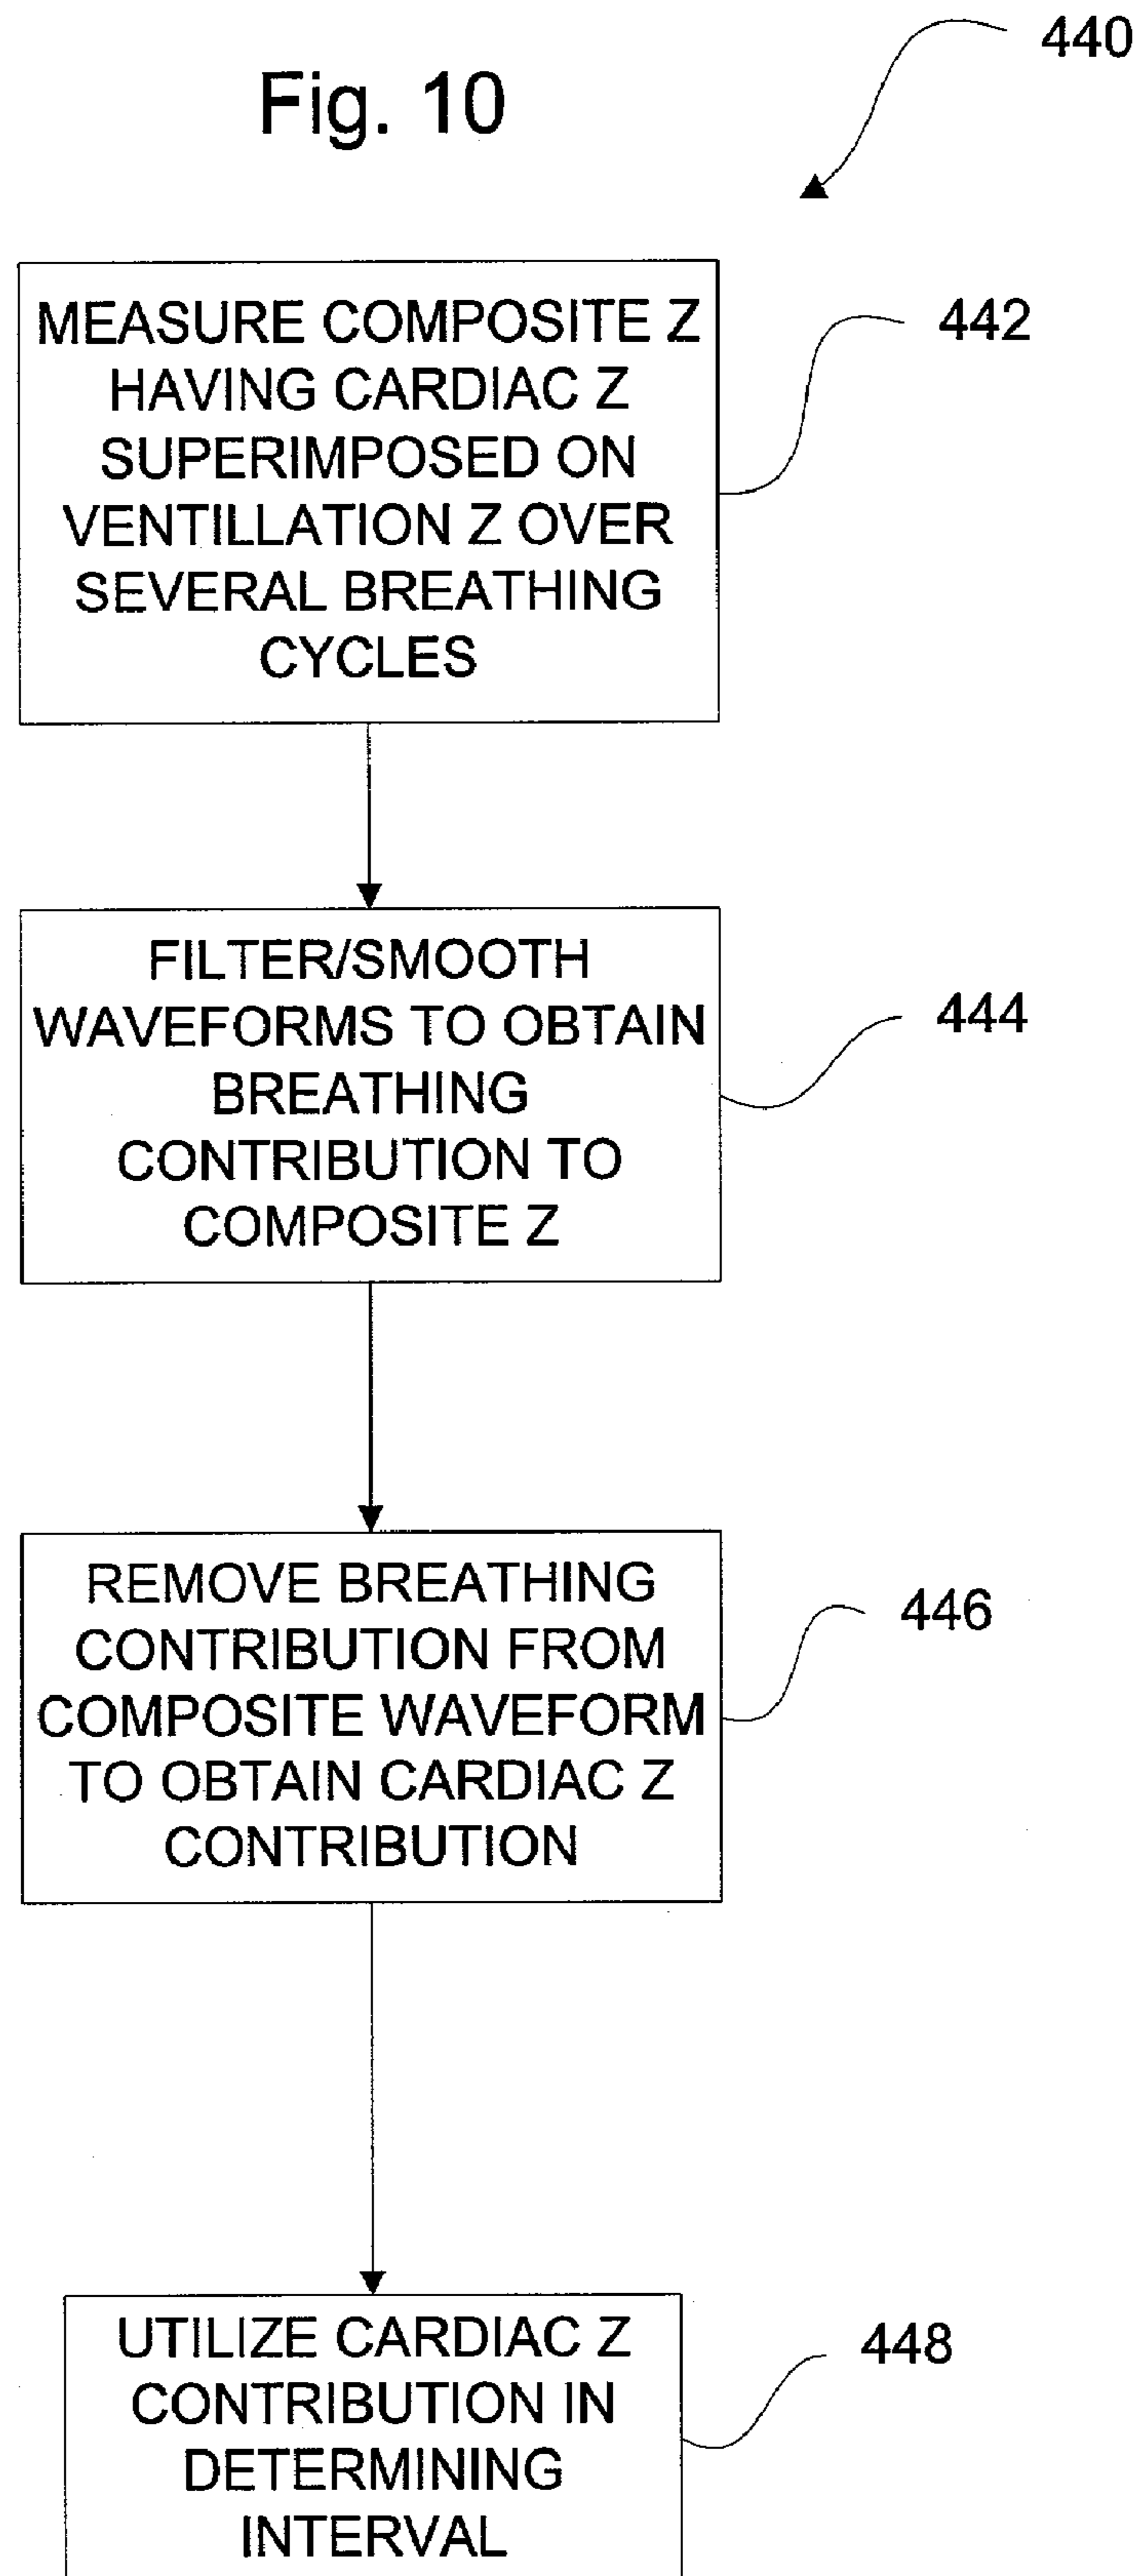 440
Fig. 10
MEASURE COMPOSITE Z
HAVING CARDIAC Z
SUPERIMPOSED ON
VENTILLATION Z OVER
SEVERAL BREATHING
CYCLES
442
FILTER/SMOOTH
WAVEFORMS TO OBTAIN
BREATHING
CONTRIBUTION TO
COMPOSITE Z
444
REMOVE BREATHING
CONTRIBUTION FROM
COMPOSITE WAVEFORM
TO OBTAIN CARDIAC Z
CONTRIBUTION
446
UTILIZE CARDIAC Z
CONTRIBUTION IN
DETERMINING
INTERVAL
448